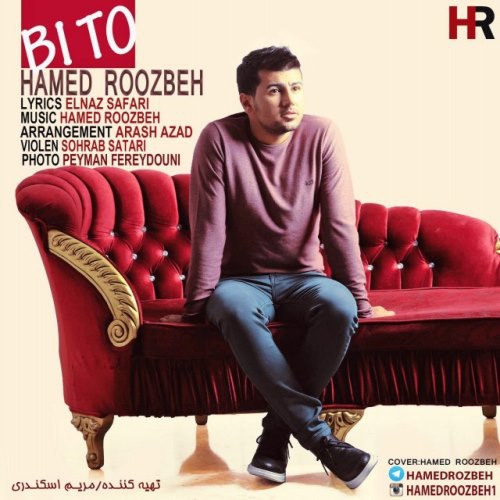 BI TO
HR
HAMED ROOZBEH
LYRICS ELNAZ SAFARI
MUSIC HAMED ROOZBEH
ARRANGEMENT ARASH AZAD
VIOLEN SOHRAB SATARI
PHOTO PEYMAN FEREYDOUNI
COVER:HAMED ROOZBEH
HAMEDROZBEH
HAMEDROOZBEH1
تهیه کننده/مریم اسکندری